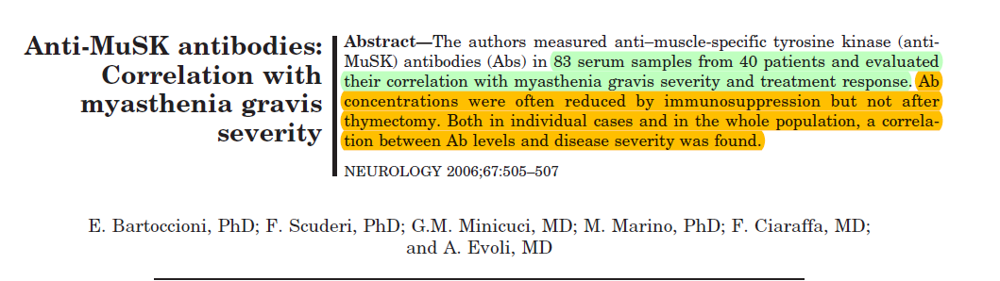 Anti-MuSK antibodies:
Correlation with
myasthenia gravis
severity
Abstract—The authors measured anti–muscle-specific tyrosine kinase (anti-
MuSK) antibodies (Abs) in 83 serum samples from 40 patients and evaluated
their correlation with myasthenia gravis severity and treatment response. Ab
concentrations were often reduced by immunosuppression but not after
thymectomy. Both in individual cases and in the whole population, a correla-
tion between Ab levels and disease severity was found.
NEUROLOGY 2006;67:505–507
E. Bartoccioni, PhD; F. Scuderi, PhD; G.M. Minicuci, MD; M. Marino, PhD; F. Ciaraffa, MD;
and A. Evoli, MD